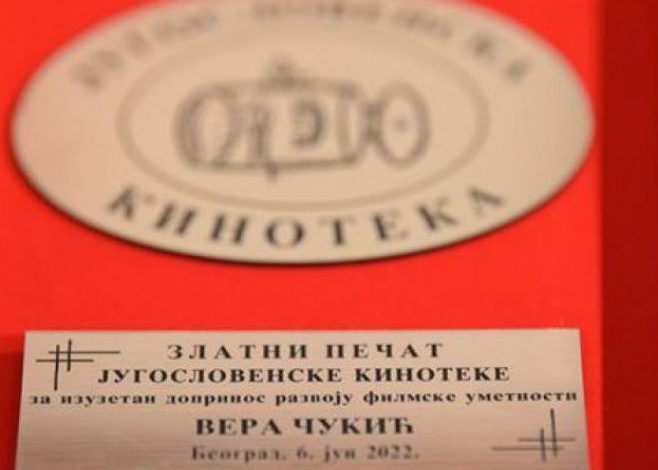 КИНОТЕКА
ЗЛАТНИ ПЕЧАТ
ЈУГОСЛОВЕНСКЕ КИНОТЕКЕ
за изузетан допринос развоју филмске уметности
ВЕРА ЧУКИЋ
Београд, 6. јун 2022.